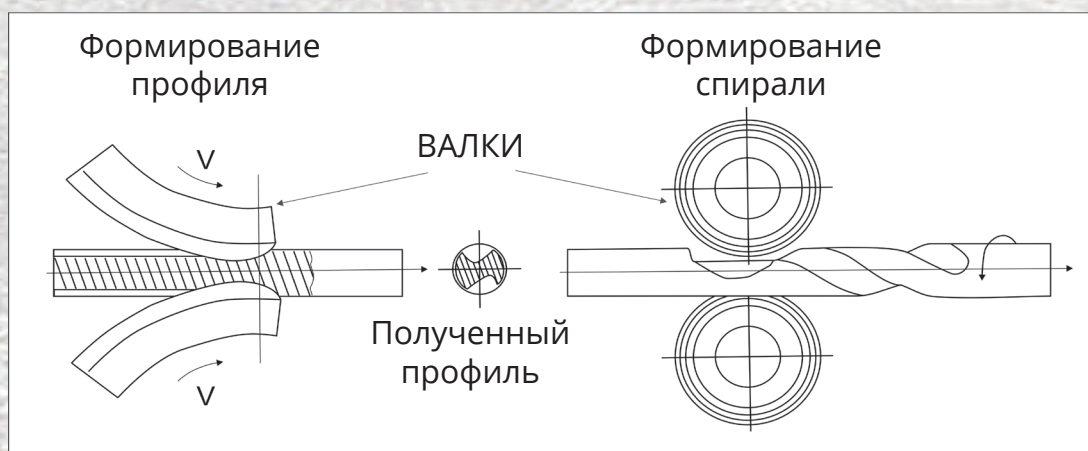 Формирование
профиля
Формирование
спирали
ВАЛКИ
V
Полученный
профиль
V